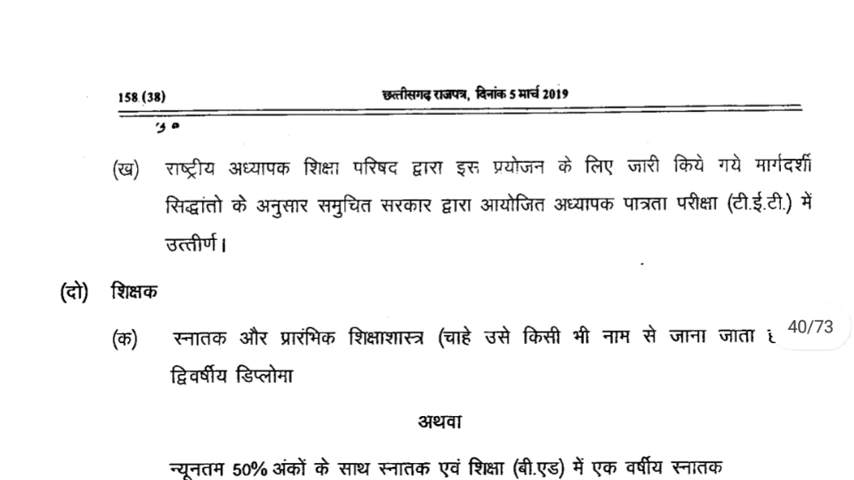 158 (38)
छत्तीसगढ़ राजपत्र, दिनांक 5 मार्च 2019
(ख) राष्ट्रीय अध्यापक शिक्षा परिषद द्वारा इस प्रयोजन के लिए जारी किये गये मार्गदर्शी
सिद्धांतो के अनुसार समुचित सरकार द्वारा आयोजित अध्यापक पात्रता परीक्षा (टी.ई.टी.) में
उत्तीर्ण।
(दो) शिक्षक
(क) स्नातक और प्रारंभिक शिक्षाशास्त्र (चाहे उसे किसी भी नाम से जाना जाता
40/73
द्विवर्षीय डिप्लोमा
अथवा
न्यूनतम 50% अंकों के साथ स्नातक एवं शिक्षा (बी.एड) में एक वर्षीय स्नातक